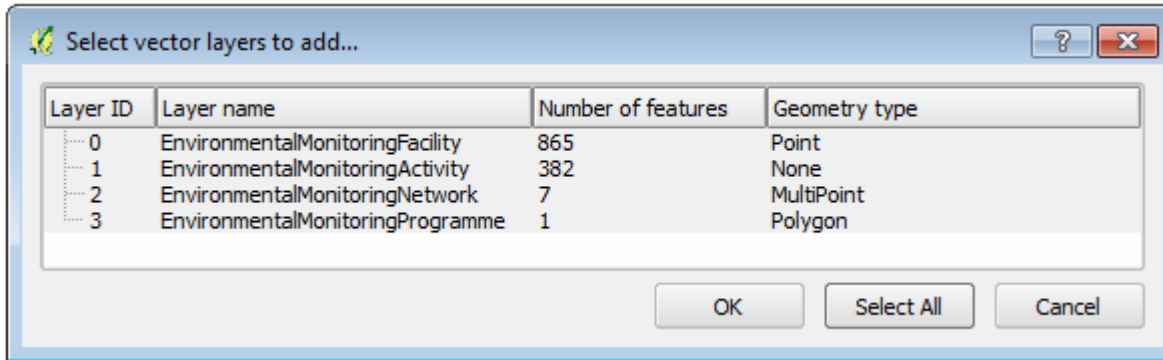 Select vector layers to add...
?
Layer ID Layer name Number of features Geometry type
0 EnvironmentalMonitoringFacility 865 Point
1 EnvironmentalMonitoringActivity 382 None
2 EnvironmentalMonitoringNetwork 7 MultiPoint
3 EnvironmentalMonitoringProgramme 1 Polygon
OK Select All Cancel